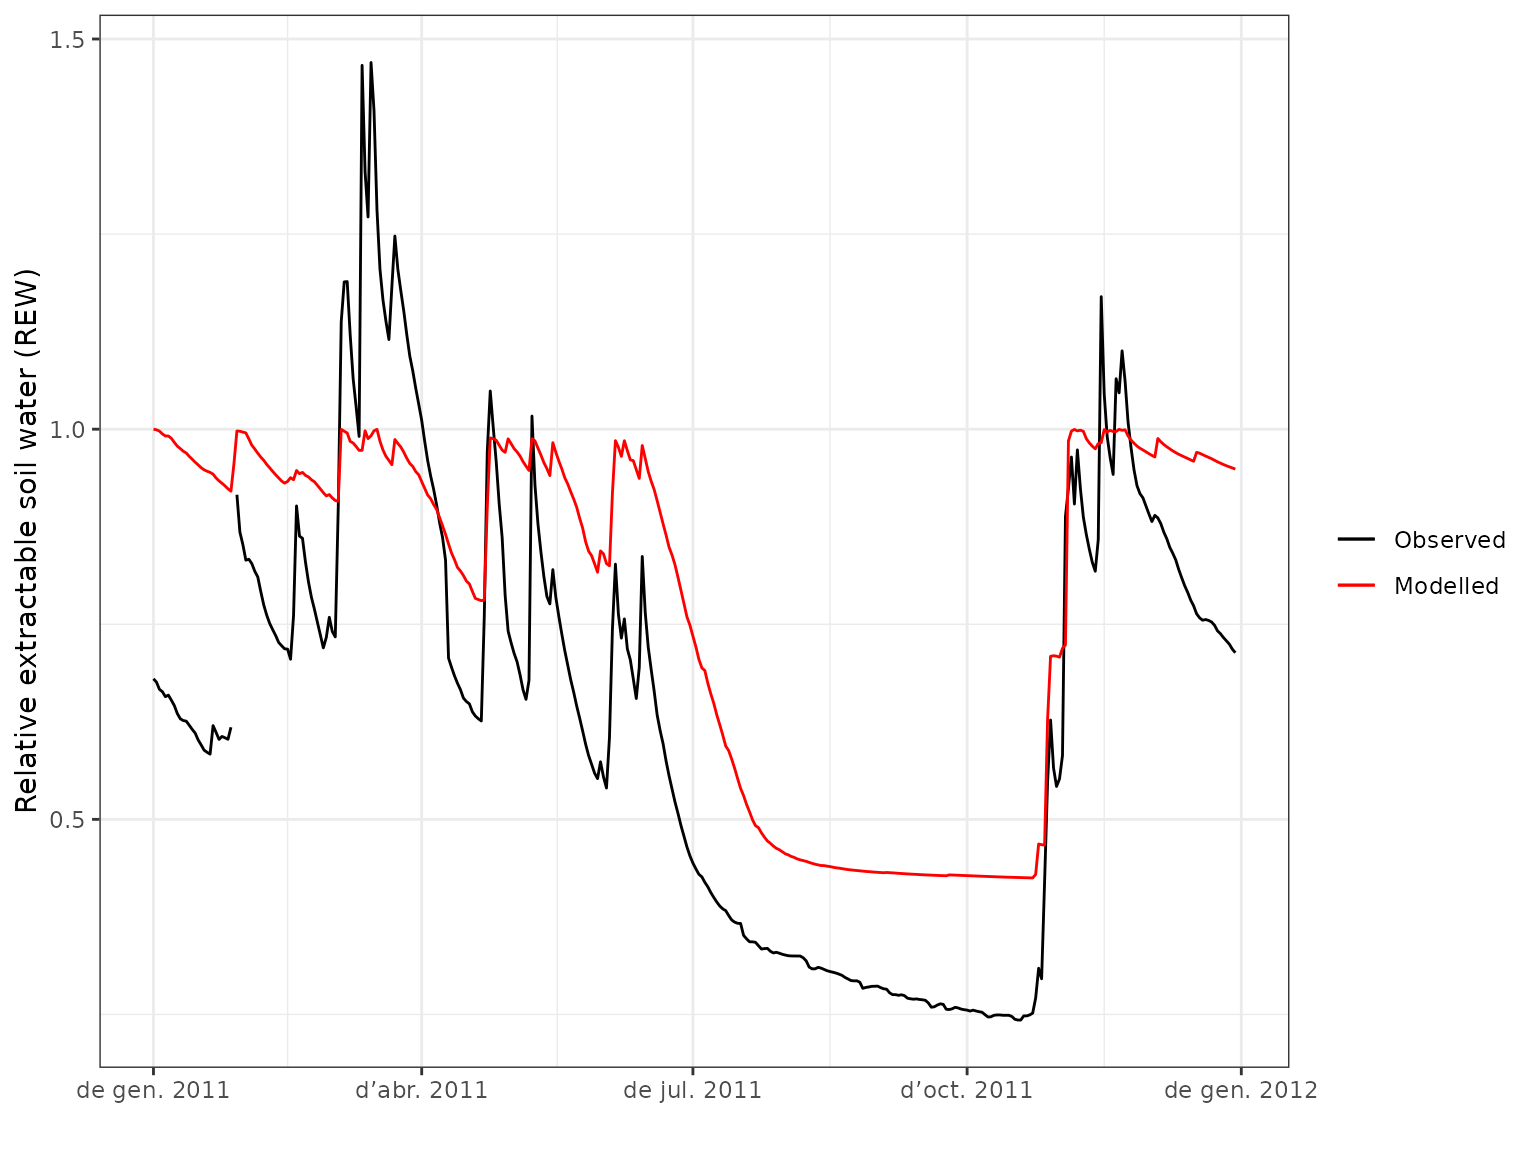 Relative extractable soil water (REW)
1.5
1.0
0.5
de gen. 2011
d’abr. 2011
de jul. 2011
d’oct. 2011
de gen. 2012
Observed
Modelled